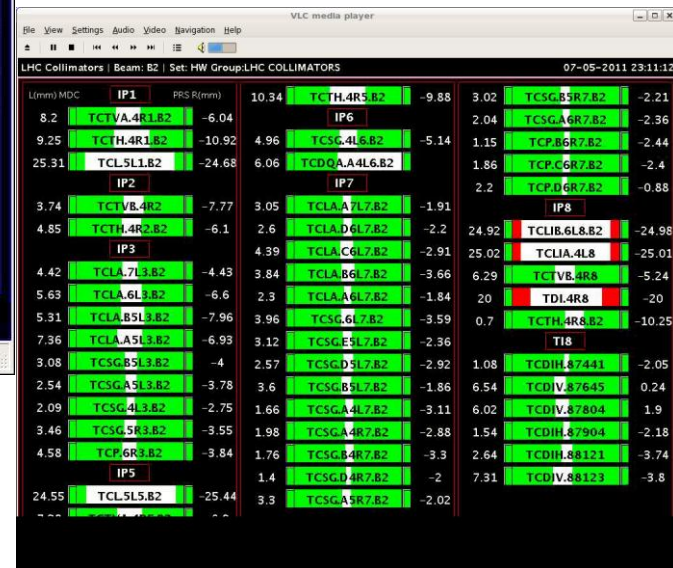 VLC media player
File View Settings Audio Video Navigation Help
LHC Collimators | Beam: B2 | Set: HW Group:LHC COLLIMATORS 07-05-2011 23:11:12
L(mm) MDC IP1 PRS R(mm)
8.2 TCTVA.4R1.B2 -6.04
9.25 TCTH.4R1.B2 -10.92
25.31 TCL.5L1.B2 -24.68
IP2
3.74 TCTVB.4R2 -7.77
4.85 TCTH.4R2.B2 -6.1
IP3
4.42 TCLA.7L3.B2 -4.43
5.63 TCLA.6L3.B2 -6.6
5.31 TCLA.B5L3.B2 -7.96
7.36 TCLA.A5L3.B2 -6.93
3.08 TCSG.B5L3.B2 -4
2.54 TCSG.A5L3.B2 -3.78
2.09 TCSG.4L3.B2 -2.75
3.46 TCSG.5R3.B2 -3.55
4.58 TCP.6R3.B2 -3.84
IP5
24.55 TCL.5L5.B2 -25.44
10.34 TCTH.4R5.B2 -9.88
IP6
4.96 TCSG.4L6.B2 -5.14
6.06 TCDQA.A4L6.B2
IP7
3.05 TCLA.A7L7.B2 -1.91
2.6 TCLA.D6L7.B2 -2.2
4.39 TCLA.C6L7.B2 -2.91
3.84 TCLA.B6L7.B2 -3.66
2.3 TCLA.A6L7.B2 -1.84
3.96 TCSG.6L7.B2 -3.59
3.12 TCSG.E5L7.B2 -2.36
2.57 TCSG.D5L7.B2 -2.92
3.6 TCSG.B5L7.B2 -1.86
1.66 TCSG.A4L7.B2 -3.11
1.98 TCSG.A4R7.B2 -2.88
1.76 TCSG.B4R7.B2 -3.3
1.4 TCSG.D4R7.B2 -2
3.3 TCSG.A5R7.B2 -2.02
3.02 TCSG.B5R7.B2 -2.21
2.04 TCSG.A6R7.B2 -2.36
1.15 TCP.B6R7.B2 -2.44
1.86 TCP.C6R7.B2 -2.4
2.2 TCP.D6R7.B2 -0.88
IP8
24.92 TCLIB.6L8.B2 -24.98
25.02 TCLIA.4L8 -25.01
6.29 TCTVB.4R8 -5.24
20 TDI.4R8 -20
0.7 TCTH.4R8.B2 -10.25
TI8
1.08 TCDIH.87441 -2.05
6.54 TCDIV.87645 0.24
6.02 TCDIV.87804 1.9
1.54 TCDIH.87904 -2.18
2.64 TCDIH.88121 -3.74
7.31 TCDIV.88123 -3.8